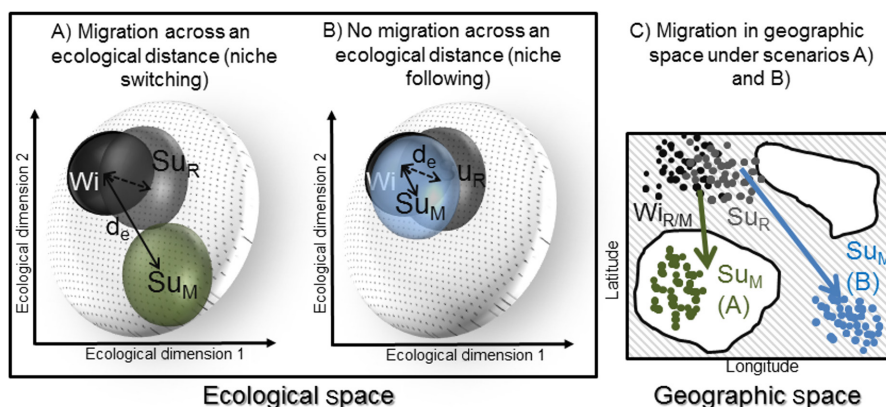 A) Migration across an
ecological distance (niche
switching)
B) No migration across an
ecological distance (niche
following)
C) Migration in geographic
space under scenarios A)
and B)
Ecological dimension 2
Wi
SuR
de
SuM
Ecological dimension 1
Ecological dimension 2
Wi
de
uR
SuM
Ecological dimension 1
Latitude
WiR/M
SuR
SuM
(A)
SuM
(B)
Longitude
Ecological space
Geographic space